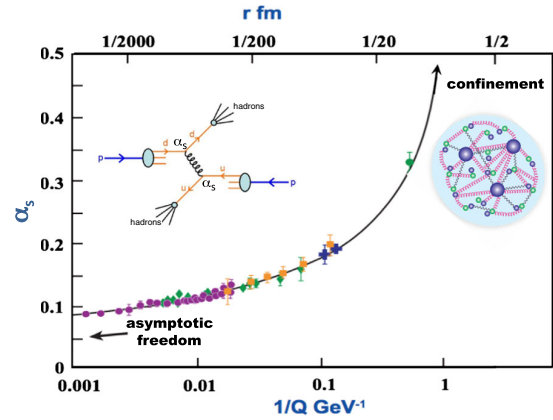 r fm
1/2000
1/200
1/20
1/2
0.5
0.4
0.3
0.2
0.1
0
αs
confinement
hadrons
d
d
αs
p
u
αs
u
p
hadrons
asymptotic
freedom
0.001
0.01
0.1
1
1/Q GeV⁻¹